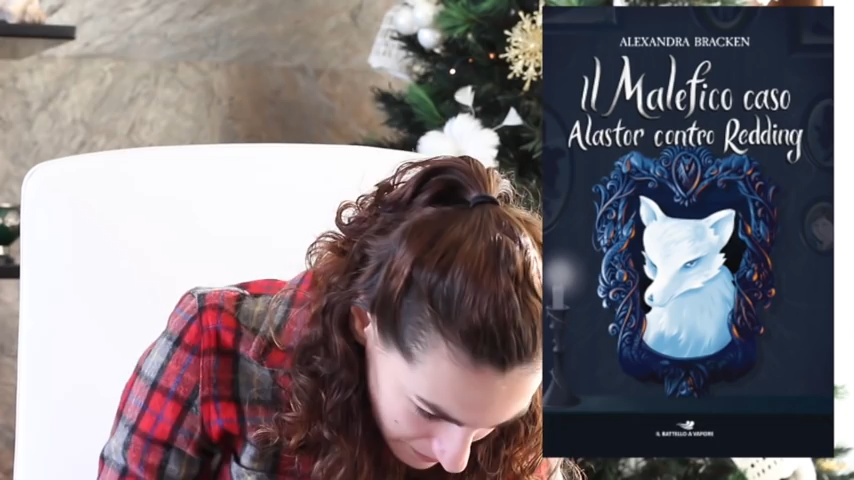 ALEXANDRA BRACKEN
Il Malefico caso
Alastor contro Redding
IL BATTELLO A VAPORE